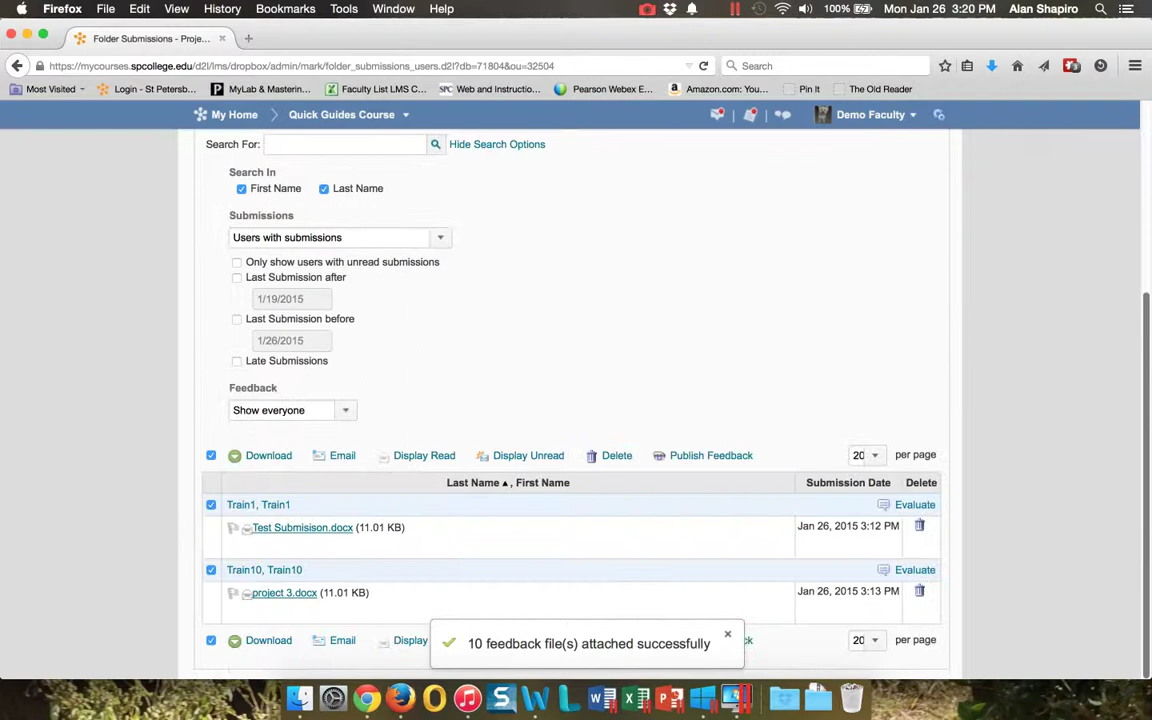 Firefox File Edit View History Bookmarks Tools Window Help 100% Mon Jan 26 3:20 PM Alan Shapiro
Folder Submissions - Proje...
https://mycourses.spcollege.edu/d2l/lms/dropbox/admin/mark/folder_submissions_users.d2l?db=71804&ou=32504 Search
Most Visited Login - St Petersb... MyLab & Mastering... Faculty List LMS C... SPC Web and Instructio... Pearson Webex E... Amazon.com: You... Pin It The Old Reader
My Home Quick Guides Course Demo Faculty
Search For: Hide Search Options
Search In
First Name Last Name
Submissions
Users with submissions
Only show users with unread submissions
Last Submission after
1/19/2015
Last Submission before
1/26/2015
Late Submissions
Feedback
Show everyone
Download Email Display Read Display Unread Delete Publish Feedback 20 per page
Last Name , First Name Submission Date Delete
Train1, Train1 Evaluate
Test Submisison.docx (11.01 KB) Jan 26, 2015 3:12 PM
Train10, Train10 Evaluate
project 3.docx (11.01 KB) Jan 26, 2015 3:13 PM
Download Email Display 20 per page
10 feedback file(s) attached successfully